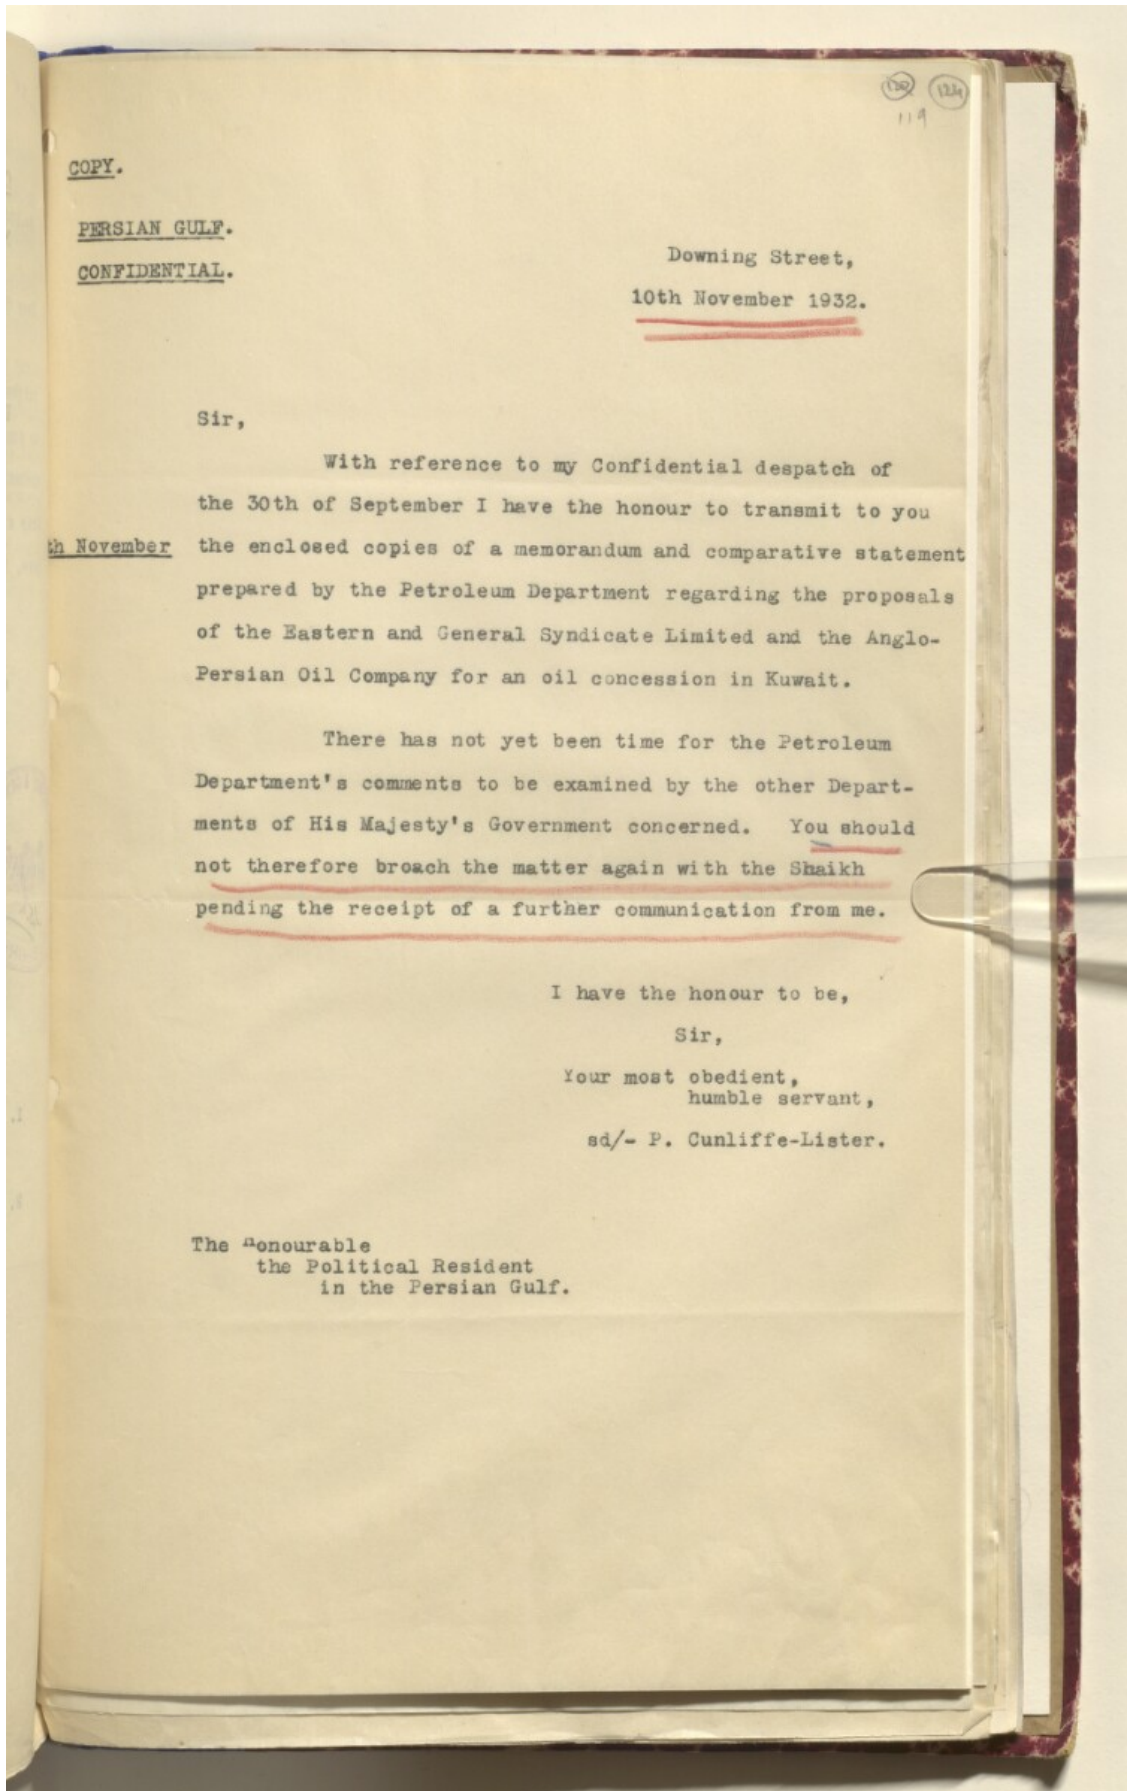 124
119
COPY.
PERSIAN GULF.
CONFIDENTIAL.
Downing Street,
10th November 1932.
Sir,
With reference to my Confidential despatch of
the 30th of September I have the honour to transmit to you
th November
the enclosed copies of a memorandum and comparative statement
prepared by the Petroleum Department regarding the proposals
of the Eastern and General Syndicate Limited and the Anglo-
Persian Oil Company for an oil concession in Kuwait.
There has not yet been time for the Petroleum
Department's comments to be examined by the other Depart-
ments of His Majesty's Government concerned. You should
not therefore broach the matter again with the Shaikh
pending the receipt of a further communication from me.
I have the honour to be,
Sir,
Your most obedient,
humble servant,
sd/- P. Cunliffe-Lister.
The Honourable
the Political Resident
in the Persian Gulf.